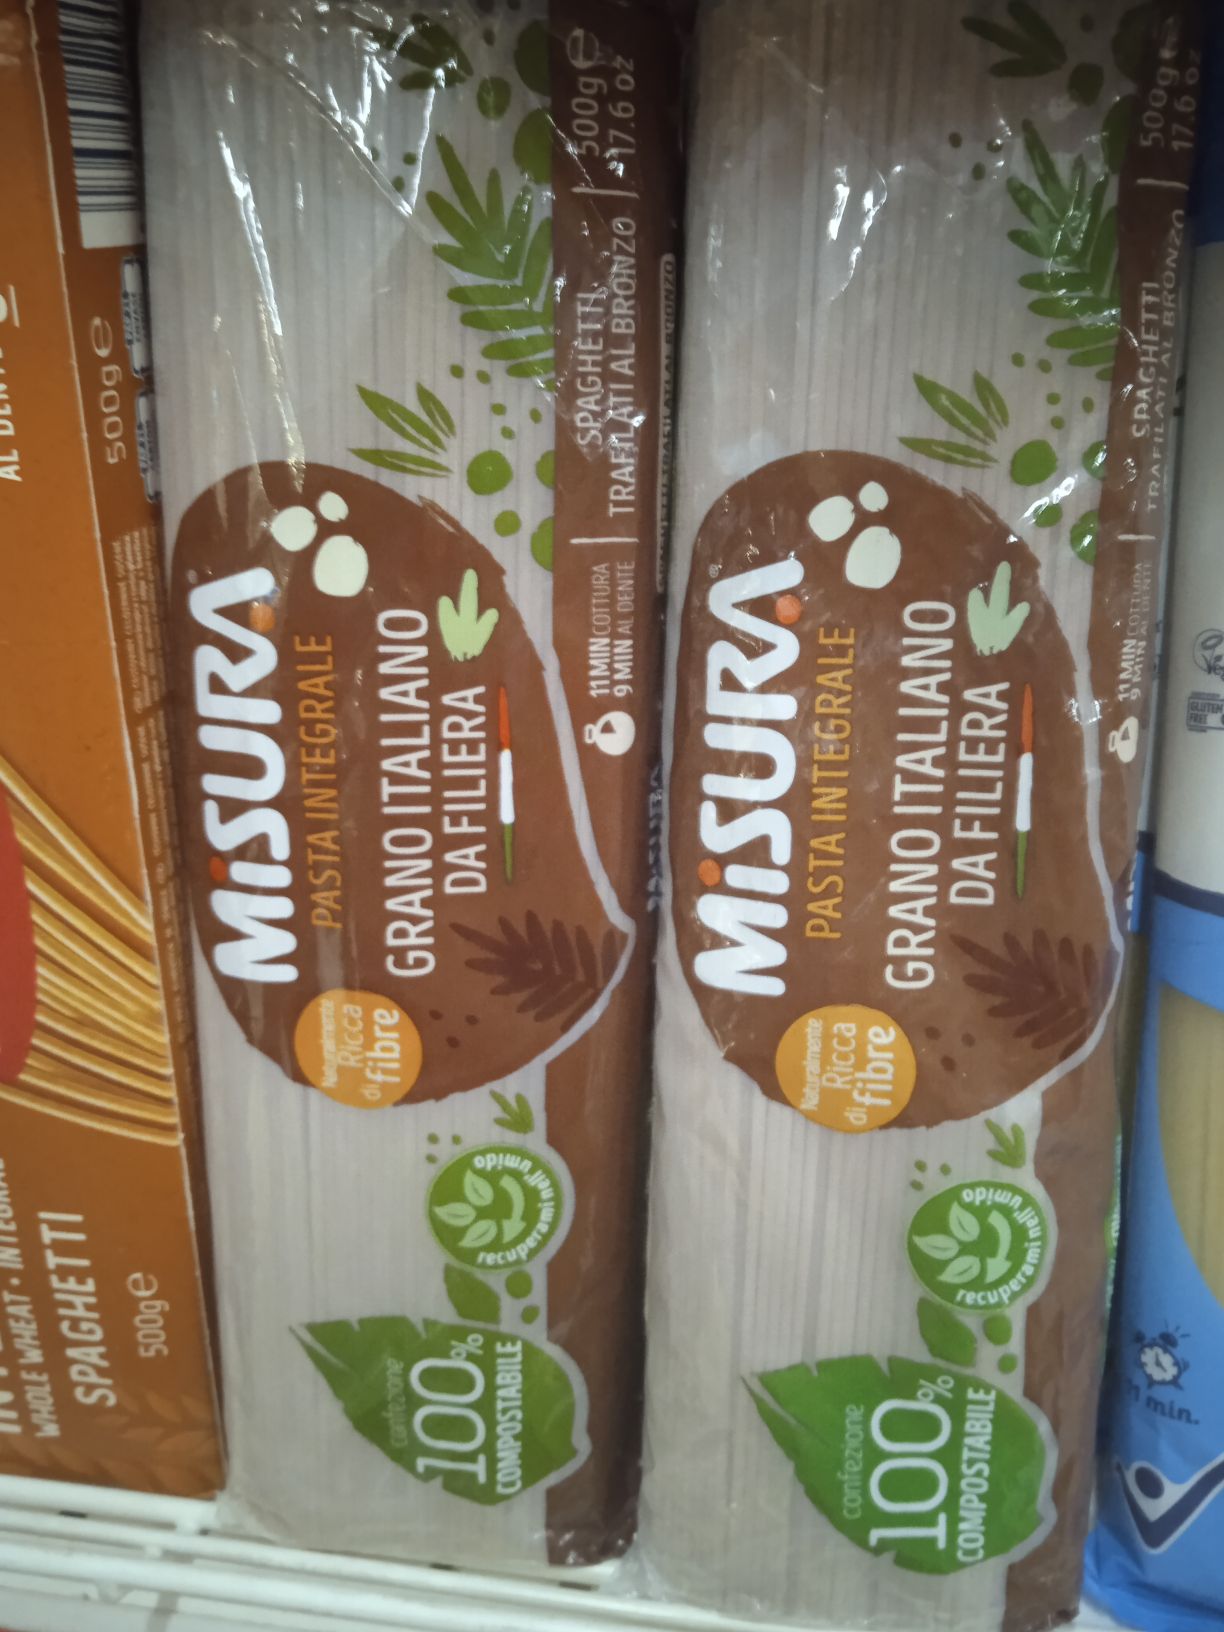 AL DENTE
500g e
WHOLE WHEAT · INTEGRAL
SPAGHETTI
500g e
MiSURA®
PASTA INTEGRALE
GRANO ITALIANO
DA FILIERA
Naturalmente
Ricca
di fibre
11 MIN COTTURA
9 MIN AL DENTE
SPAGHETTI
TRAFILATI AL BRONZO
500g e
17.6 oz
recuperami nell'umido
confezione
100%
COMPOSTABILE
MiSURA®
PASTA INTEGRALE
GRANO ITALIANO
DA FILIERA
Naturalmente
Ricca
di fibre
11 MIN COTTURA
9 MIN AL DENTE
SPAGHETTI
TRAFILATI AL BRONZO
500g e
17.6 oz
recuperami nell'umido
confezione
100%
COMPOSTABILE
GLUTEN
FREE
min.